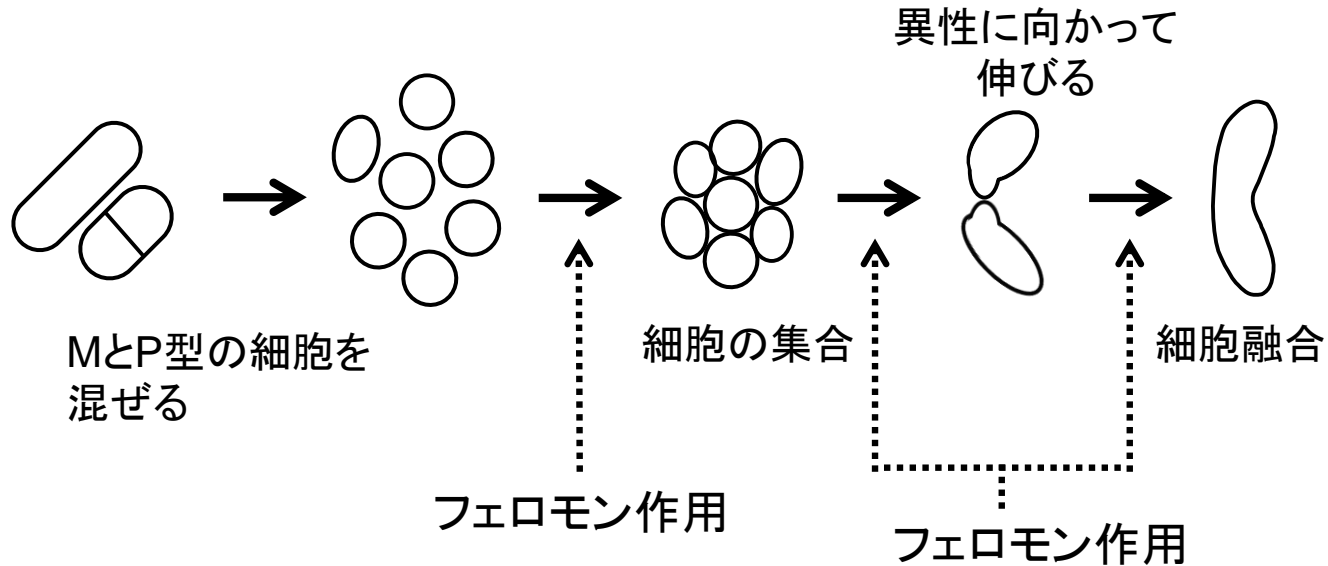 異性に向かって
伸びる
MとP型の細胞を
混ぜる
細胞の集合
細胞融合
フェロモン作用
フェロモン作用